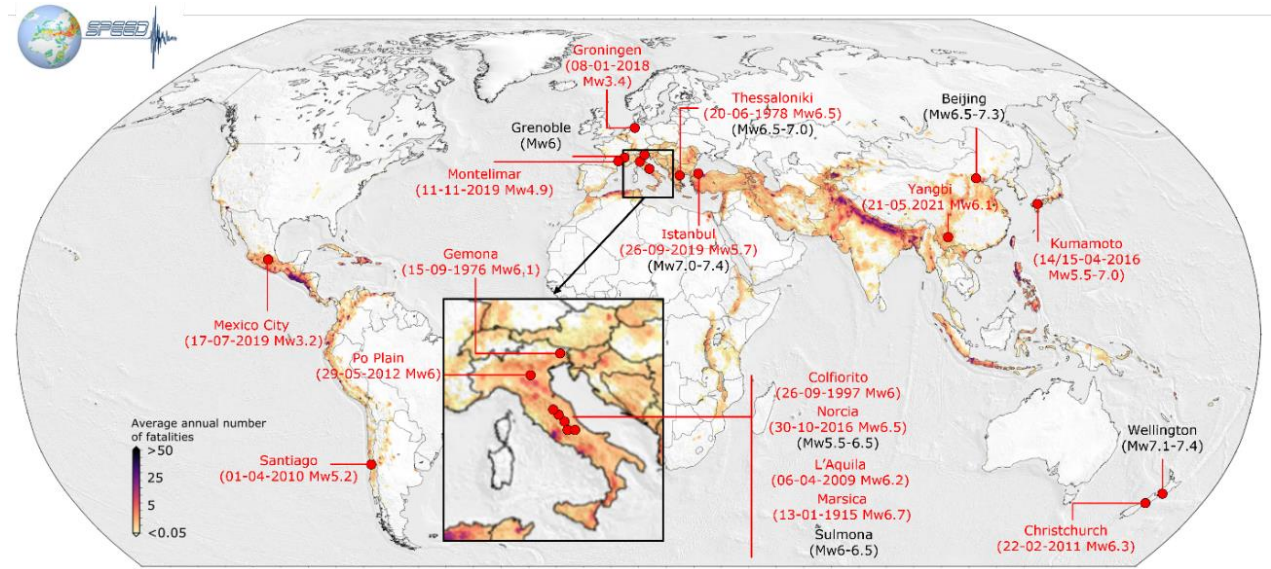 SPEED
Groningen
(08-01-2018
Mw3.4)
Thessaloniki
(20-06-1978 Mw6.5)
(Mw6.5-7.0)
Beijing
(Mw6.5-7.3)
Grenoble
(Mw6)
Montelimar
(11-11-2019 Mw4.9)
Yangbi
(21-05.2021 Mw6.1)
Istanbul
(26-09-2019 Mw5.7)
(Mw7.0-7.4)
Kumamoto
(14/15-04-2016
Mw5.5-7.0)
Gemona
(15-09-1976 Mw6.1)
Mexico City
(17-07-2019 Mw3.2)
Po Plain
(29-05-2012 Mw6)
Colfiorito
(26-09-1997 Mw6)
Norcia
(30-10-2016 Mw6.5)
(Mw5.5-6.5)
L'Aquila
(06-04-2009 Mw6.2)
Marsica
(13-01-1915 Mw6.7)
Sulmona
(Mw6-6.5)
Wellington
(Mw7.1-7.4)
Christchurch
(22-02-2011 Mw6.3)
Santiago
(01-04-2010 Mw5.2)
Average annual number
of fatalities
>50
25
5
<0.05